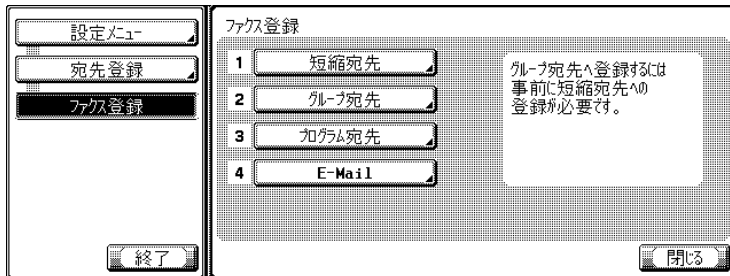 設定メニュー
宛先登録
ファクス登録
終了
ファクス登録
1 短縮宛先
2 グループ宛先
3 プログラム宛先
4 E-Mail
グループ宛先へ登録するには
事前に短縮宛先への
登録が必要です。
閉じる